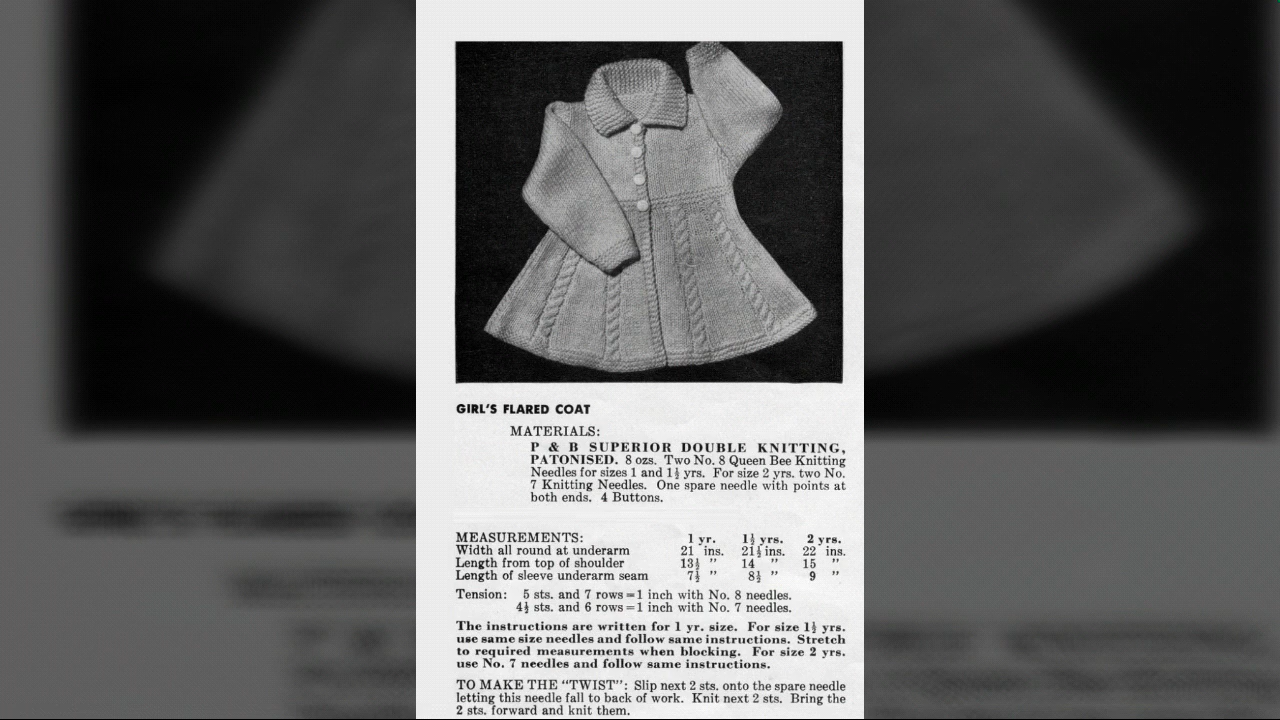 GIRL'S FLARED COAT
MATERIALS:
P & B SUPERIOR DOUBLE KNITTING,
PATONISED. 8 ozs. Two No. 8 Queen Bee Knitting
Needles for sizes 1 and 1½ yrs. For size 2 yrs. two No.
7 Knitting Needles. One spare needle with points at
both ends. 4 Buttons.
MEASUREMENTS: 1 yr. 1½ yrs. 2 yrs.
Width all round at underarm 21 ins. 21½ ins. 22 ins.
Length from top of shoulder 13½ " 14 " 15 "
Length of sleeve underarm seam 7½ " 8½ " 9 "
Tension: 5 sts. and 7 rows=1 inch with No. 8 needles.
4½ sts. and 6 rows=1 inch with No. 7 needles.
The instructions are written for 1 yr. size. For size 1½ yrs.
use same size needles and follow same instructions. Stretch
to required measurements when blocking. For size 2 yrs.
use No. 7 needles and follow same instructions.
TO MAKE THE "TWIST": Slip next 2 sts. onto the spare needle
letting this needle fall to back of work. Knit next 2 sts. Bring the
2 sts. forward and knit them.